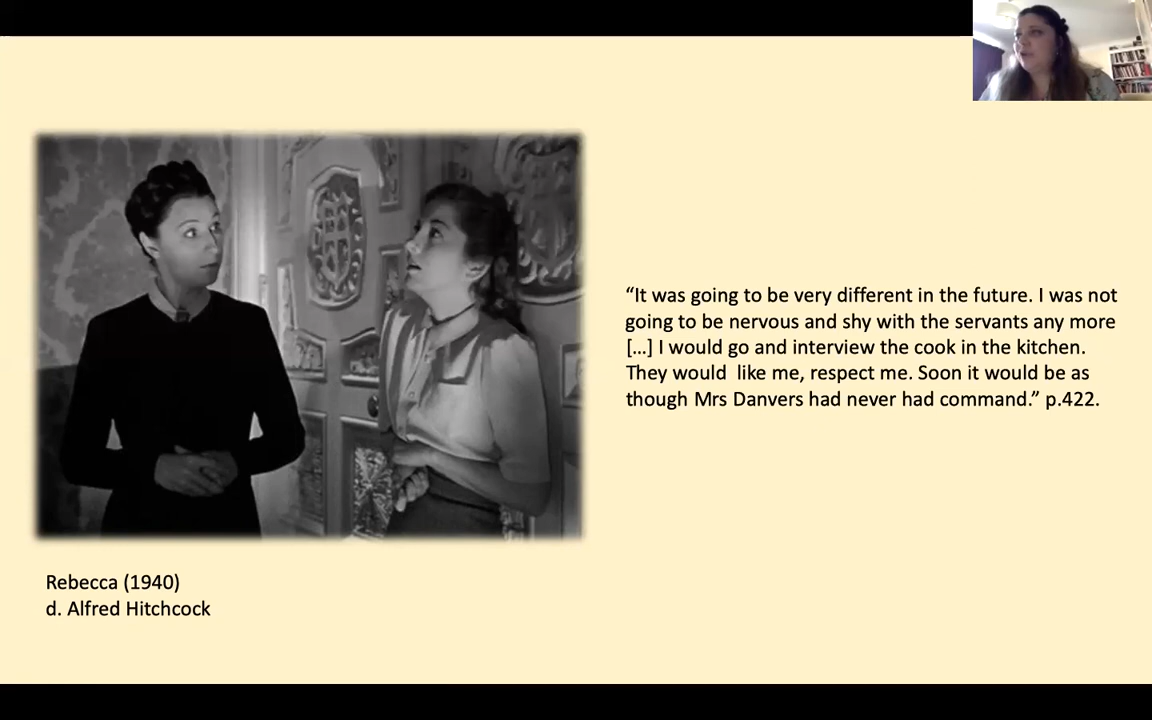 “It was going to be very different in the future. I was not
going to be nervous and shy with the servants any more
[...] I would go and interview the cook in the kitchen.
They would  like me, respect me. Soon it would be as
though Mrs Danvers had never had command.” p.422.
Rebecca (1940)
d. Alfred Hitchcock